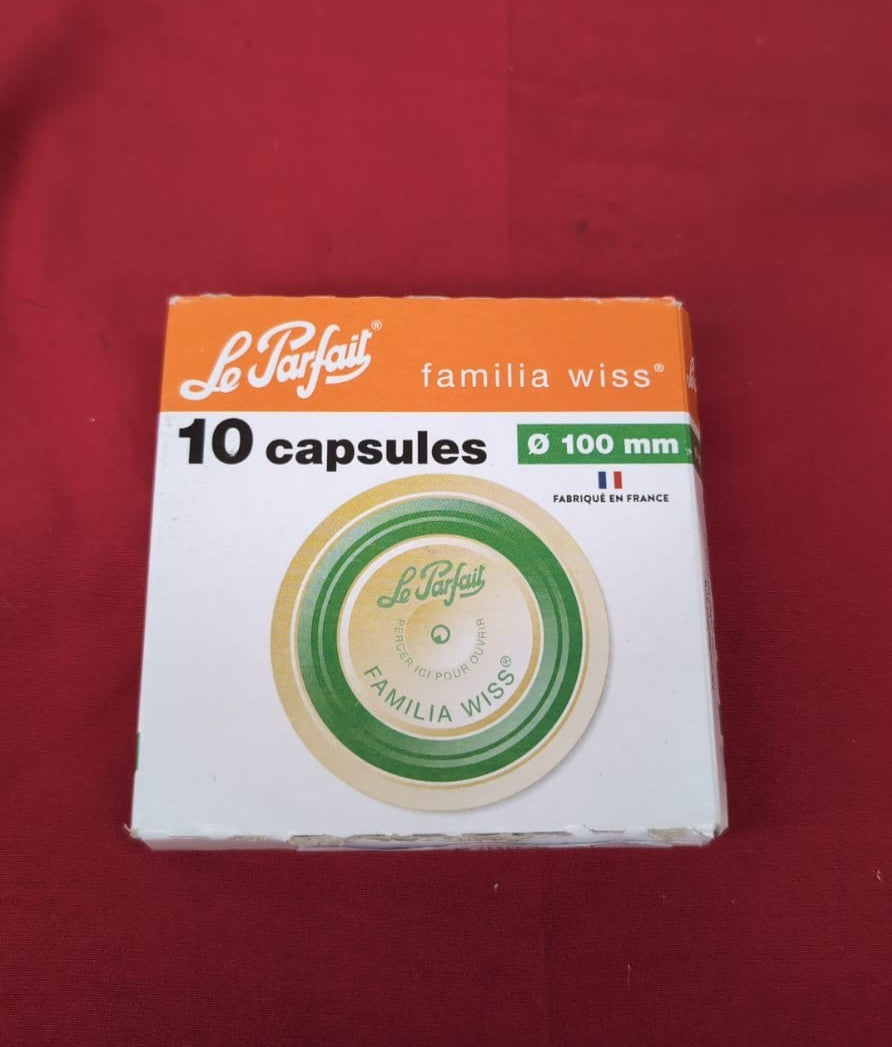 Le Parfait®
familia wiss®
10 capsules
Ø 100 mm
FABRIQUÉ EN FRANCE
Le Parfait
PERCER ICI POUR OUVRIR
FAMILIA WISS®